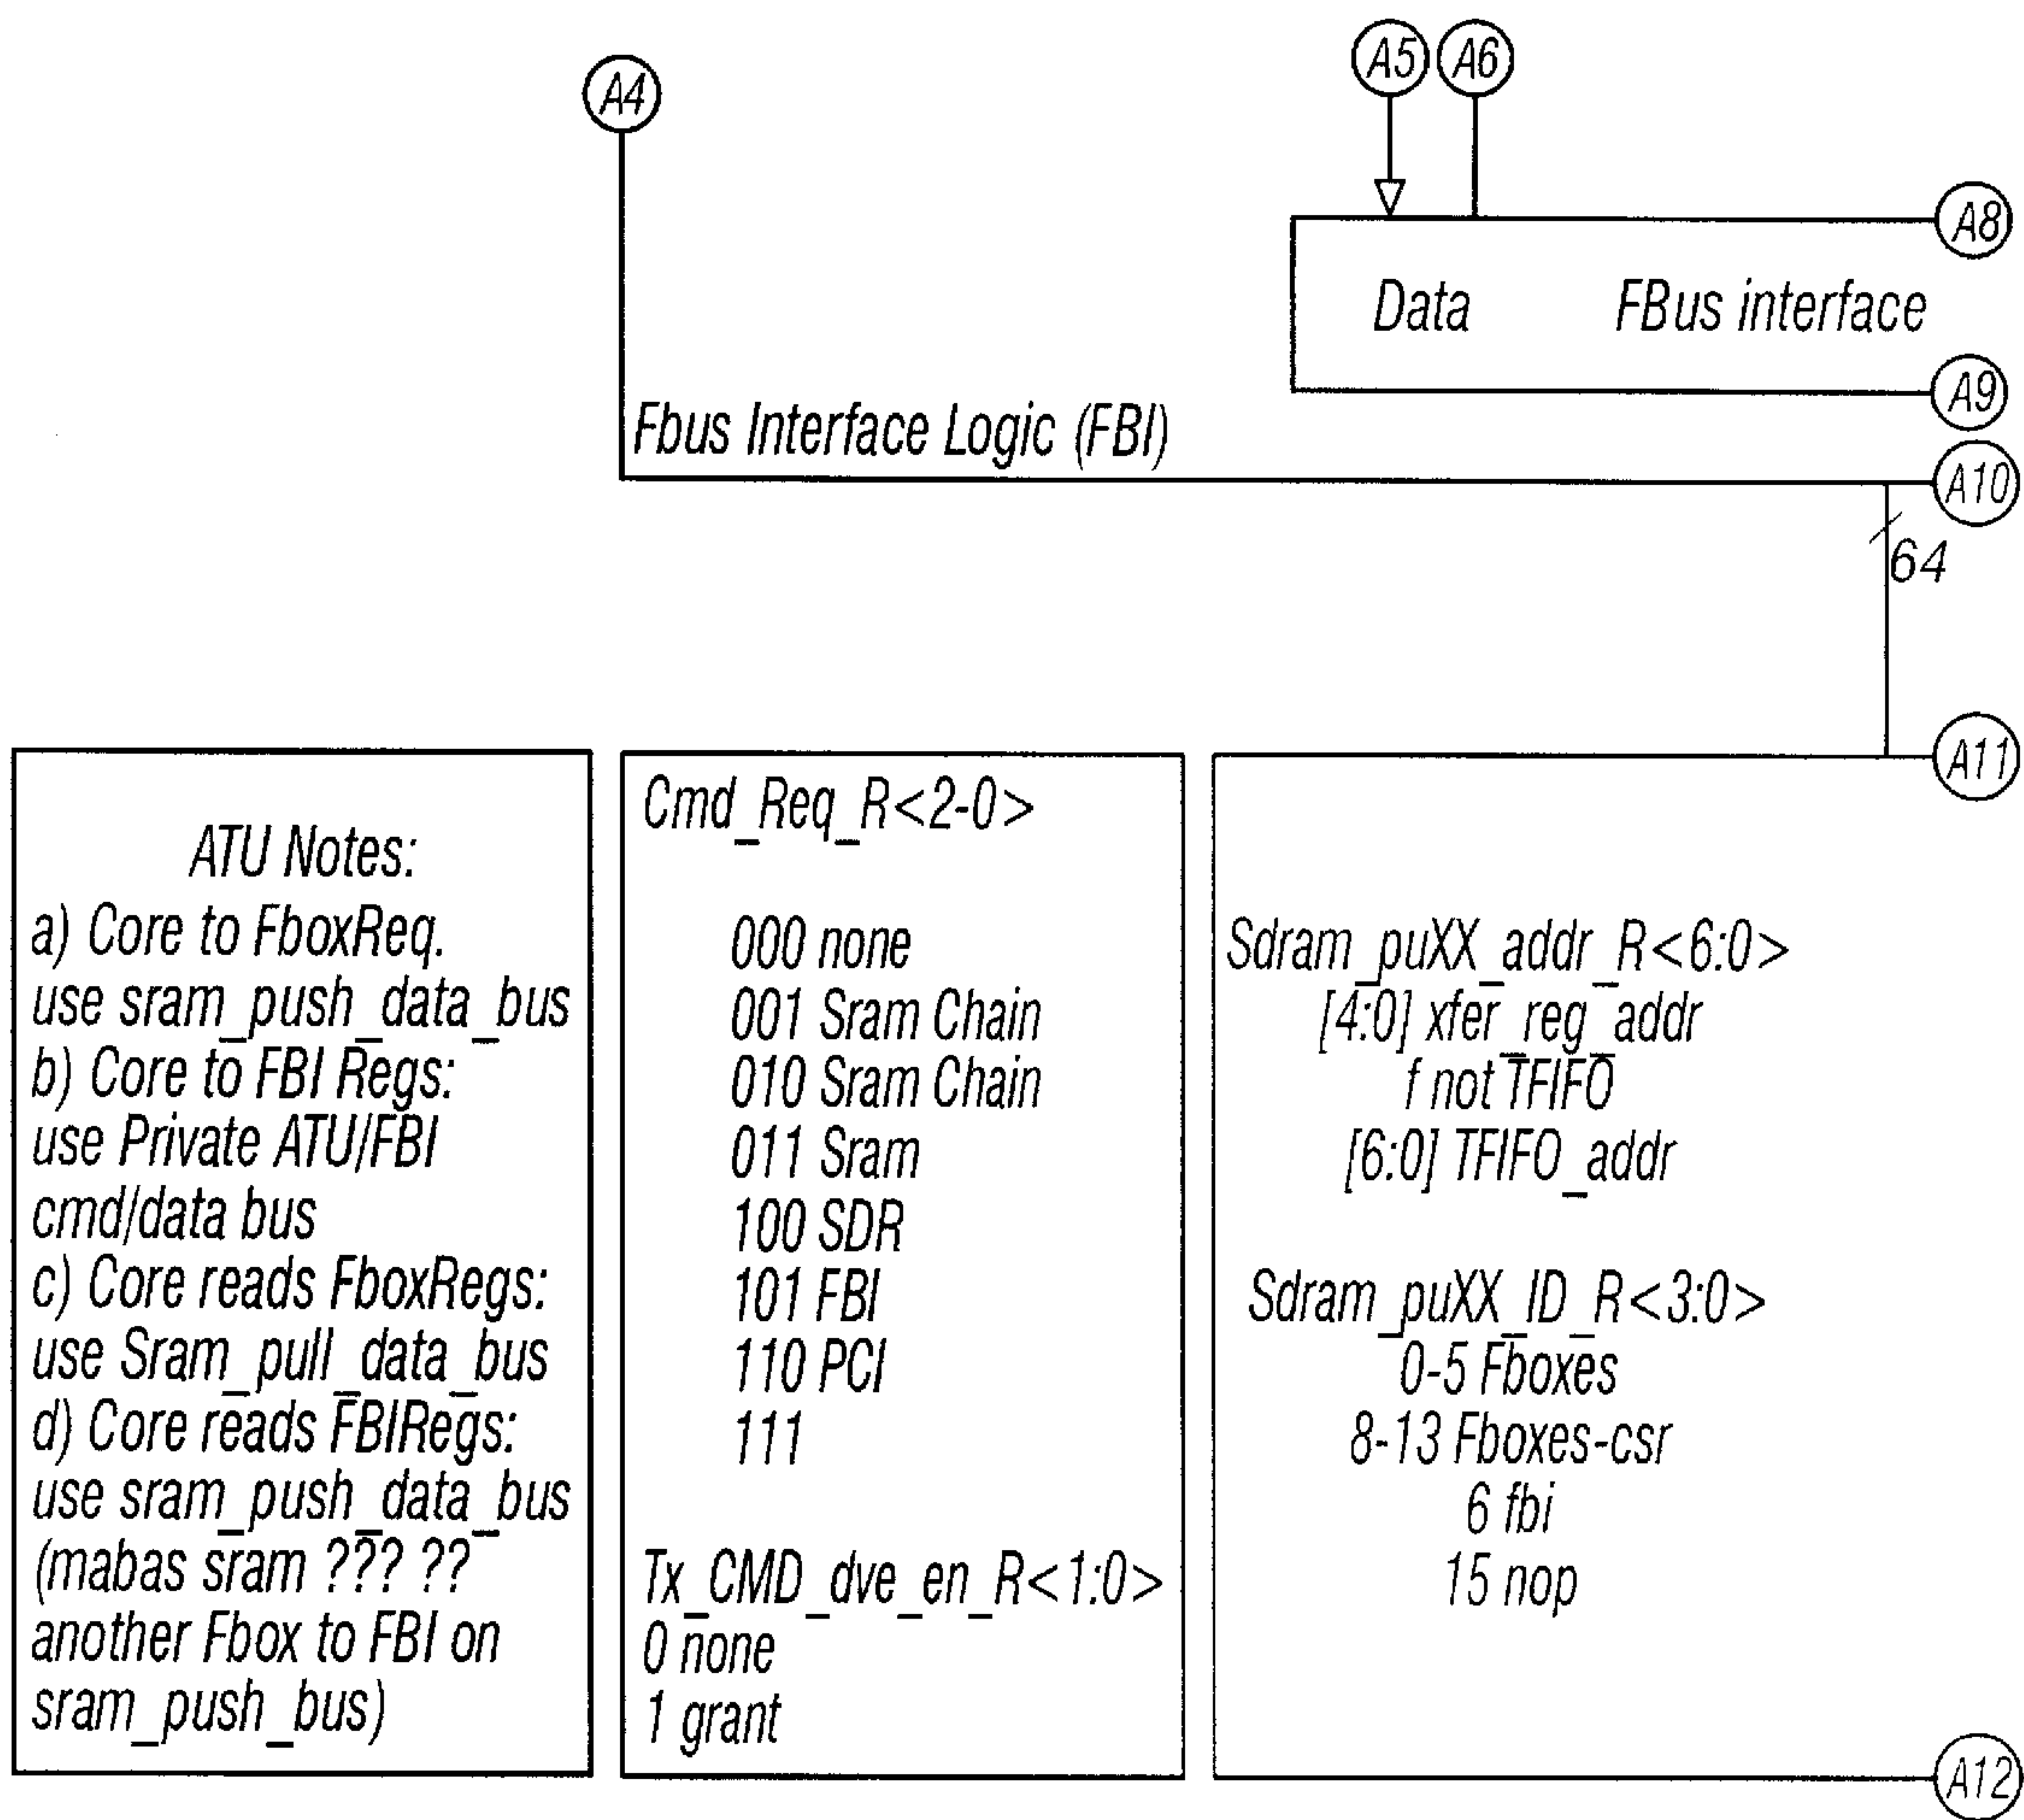 A4
A5
A6
A8
Data
FBus interface
A9
Fbus Interface Logic (FBI)
A10
64
A11
ATU Notes:
a) Core to FboxReq.
use sram_push_data_bus
b) Core to FBI Regs:
use Private ATU/FBI
cmd/data bus
c) Core reads FboxRegs:
use Sram_pull_data_bus
d) Core reads FBIRegs:
use sram_push_data_bus
(mabas sram ??? ??
another Fbox to FBI on
sram_push_bus)
Cmd_Req_R<2-0>
000 none
001 Sram Chain
010 Sram Chain
011 Sram
100 SDR
101 FBI
110 PCI
111
Tx_CMD_dve_en_R<1:0>
0 none
1 grant
Sdram_puXX_addr_R<6:0>
[4:0] xfer_reg_addr
f not TFIFO
[6:0] TFIFO_addr
Sdram_puXX_ID_R<3:0>
0-5 Fboxes
8-13 Fboxes-csr
6 fbi
15 nop
A12